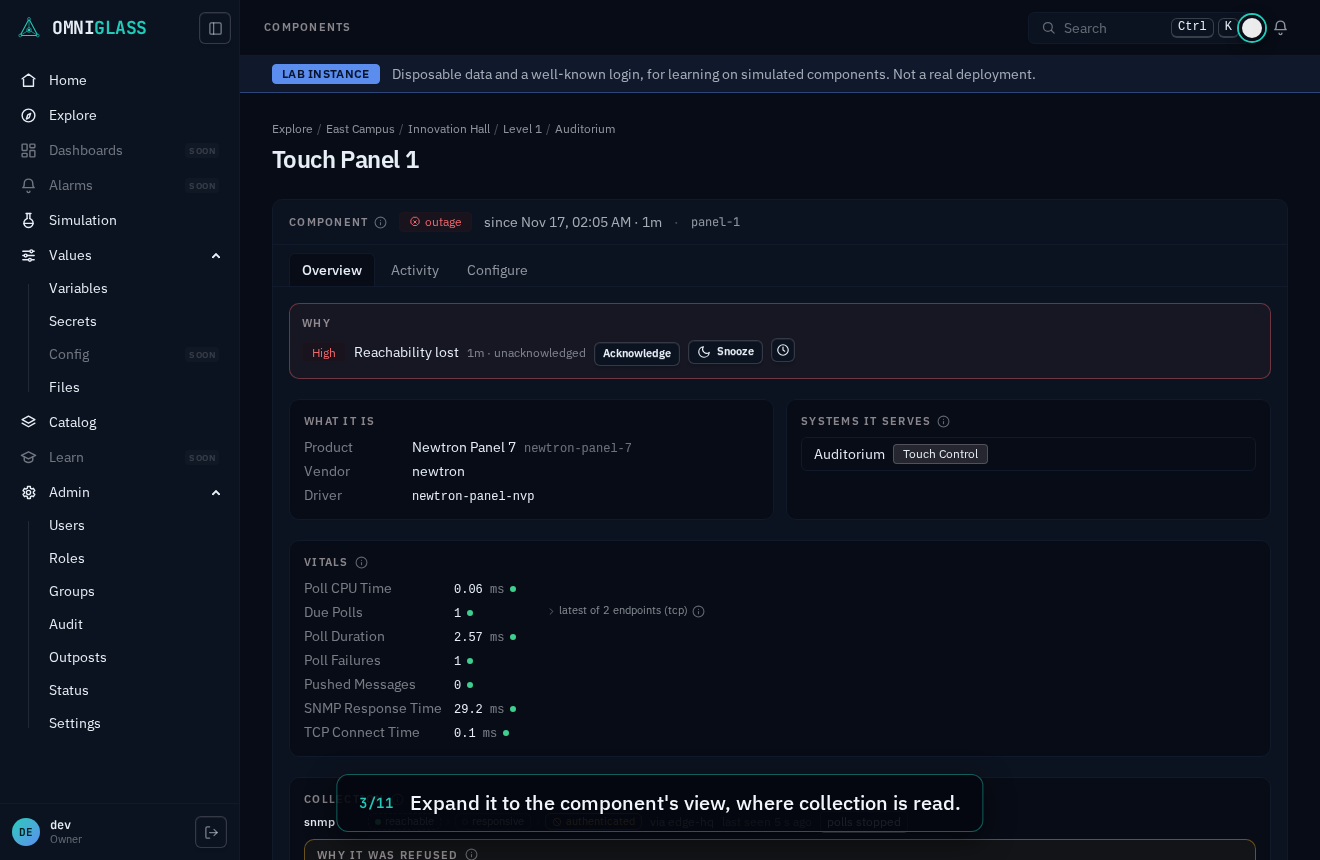 OMNIGLASS
COMPONENTS
Search
Ctrl K
LAB INSTANCE Disposable data and a well-known login, for learning on simulated components. Not a real deployment.
Home
Explore
Dashboards SOON
Alarms SOON
Simulation
Values
Variables
Secrets
Config SOON
Files
Catalog
Learn SOON
Admin
Users
Roles
Groups
Audit
Outposts
Status
Settings
DE dev
Owner
Explore / East Campus / Innovation Hall / Level 1 / Auditorium
Touch Panel 1
COMPONENT outage since Nov 17, 02:05 AM · 1m · panel-1
Overview Activity Configure
WHY
High Reachability lost 1m · unacknowledged Acknowledge Snooze
WHAT IT IS
Product Newtron Panel 7 newtron-panel-7
Vendor newtron
Driver newtron-panel-nvp
SYSTEMS IT SERVES
Auditorium Touch Control
VITALS
Poll CPU Time 0.06 ms
Due Polls 1 latest of 2 endpoints (tcp)
Poll Duration 2.57 ms
Poll Failures 1
Pushed Messages 0
SNMP Response Time 29.2 ms
TCP Connect Time 0.1 ms
3/11 Expand it to the component's view, where collection is read.
snmp reachable responsive authenticated via edge-hq last seen 5 s ago polls stopped
WHY IT WAS REFUSED